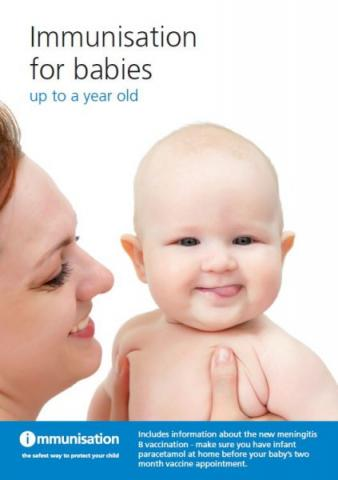 Immunisation
for babies
up to a year old
immunisation
the safest way to protect your child
Includes information about the new meningitis
B vaccination - make sure you have infant
paracetamol at home before your baby's two
month vaccine appointment.